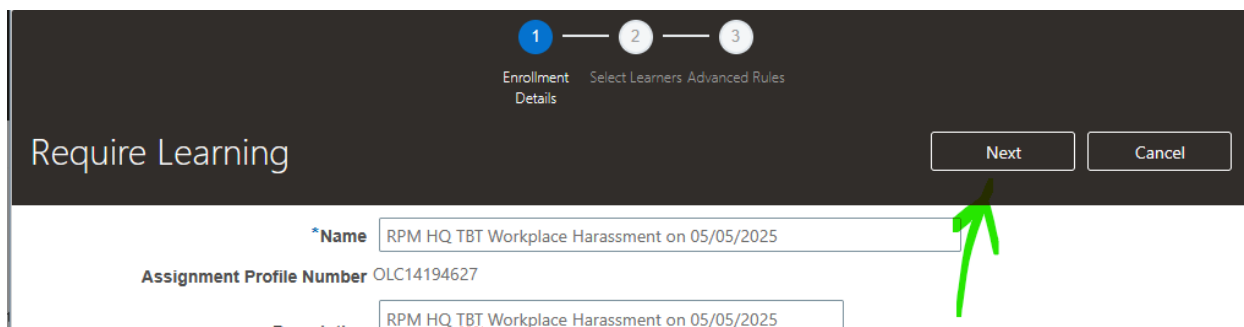 1 2 3
Enrollment Details Select Learners Advanced Rules
Require Learning
Next Cancel
*Name RPM HQ TBT Workplace Harassment on 05/05/2025
Assignment Profile Number OLC14194627
RPM HQ TBT Workplace Harassment on 05/05/2025